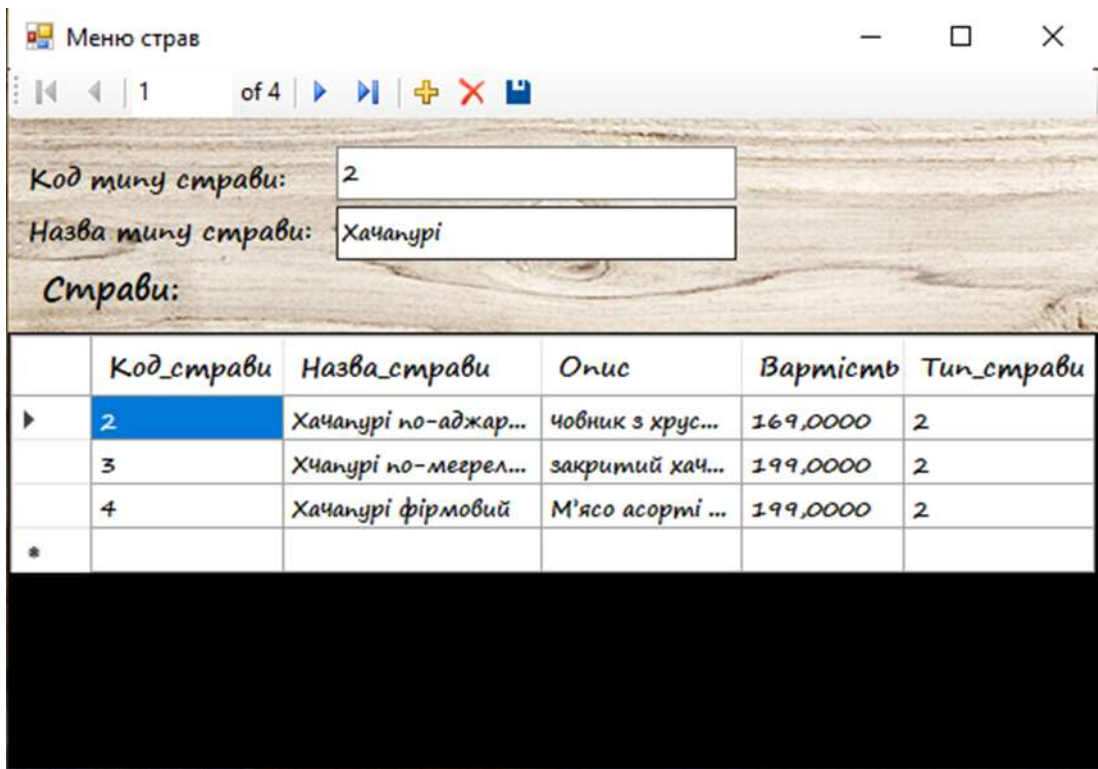 Меню страв
1 of 4
Код типу страви: 2
Назва типу страви: Хачапурі
Страви:
Код_страви Назва_страви Опис Вартість Тип_страви
2 Хачапурі по-аджар... човник з хрус... 169,0000 2
3 Хчапурі по-мегрел... закритий хач... 199,0000 2
4 Хачапурі фірмовий М'ясо асорті ... 199,0000 2